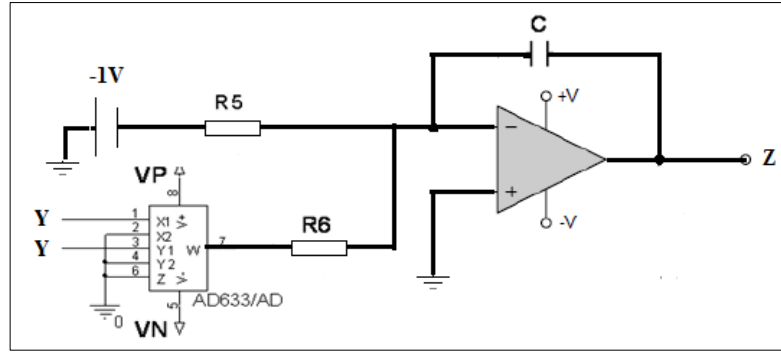 C
-1V
R5
+V
−
Z
+
-V
VP
8
Y 1 X1 V+
2 X2
Y 3 Y1 W 7
4 Y2
6 Z V-
R6
5 AD633/AD
0
VN